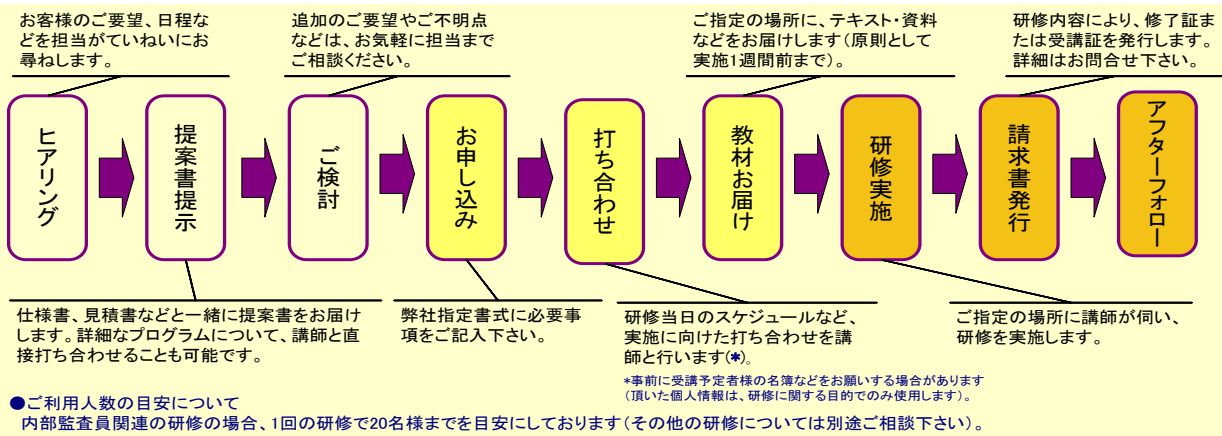 お客様のご要望、日程な
どを担当がていねいにお
尋ねします。
追加のご要望やご不明点
などは、お気軽に担当まで
ご相談ください。
ご指定の場所に、テキスト・資料
などをお届けします(原則として
実施1週間前まで)。
研修内容により、修了証ま
たは受講証を発行します。
詳細はお問合せ下さい。
ヒアリング
提案書提示
ご検討
お申し込み
打ち合わせ
教材お届け
研修実施
請求書発行
アフターフォロー
仕様書、見積書などと一緒に提案書をお届け
します。詳細なプログラムについて、講師と直
接打ち合わせることも可能です。
弊社指定書式に必要事
項をご記入下さい。
研修当日のスケジュールなど、
実施に向けた打ち合わせを講
師と行います(*)。
*事前に受講予定者様の名簿などをお願いする場合があります
(頂いた個人情報は、研修に関する目的でのみ使用します)。
ご指定の場所に講師が伺い、
研修を実施します。
●ご利用人数の目安について
内部監査員関連の研修の場合、1回の研修で20名様までを目安にしております(その他の研修については別途ご相談下さい)。